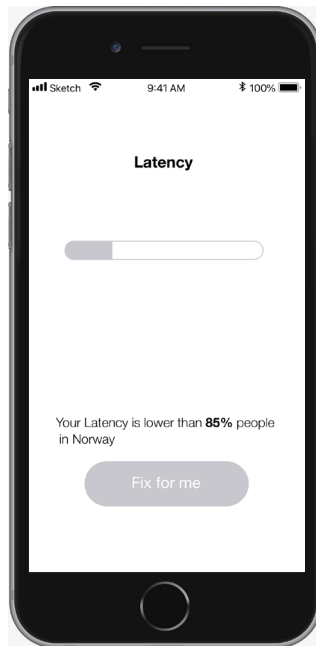 Sketch 9:41 AM 100%
Latency
Your Latency is lower than 85% people
in Norway
Fix for me